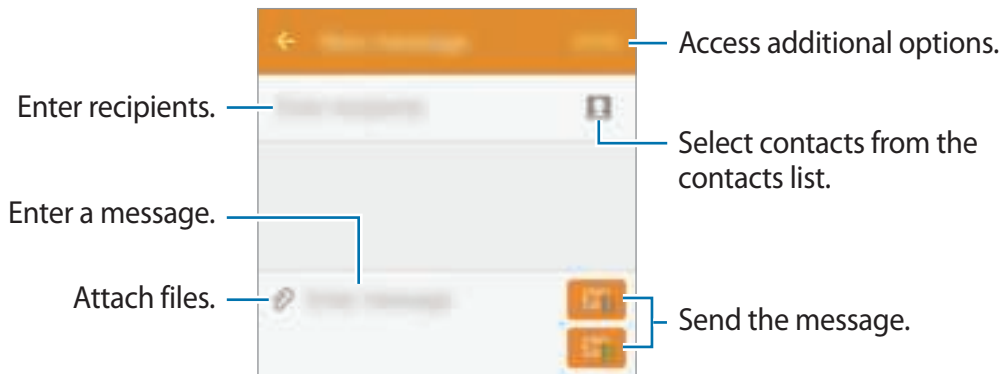 Access additional options.
Enter recipients.
Select contacts from the
contacts list.
Enter a message.
Attach files.
Send the message.